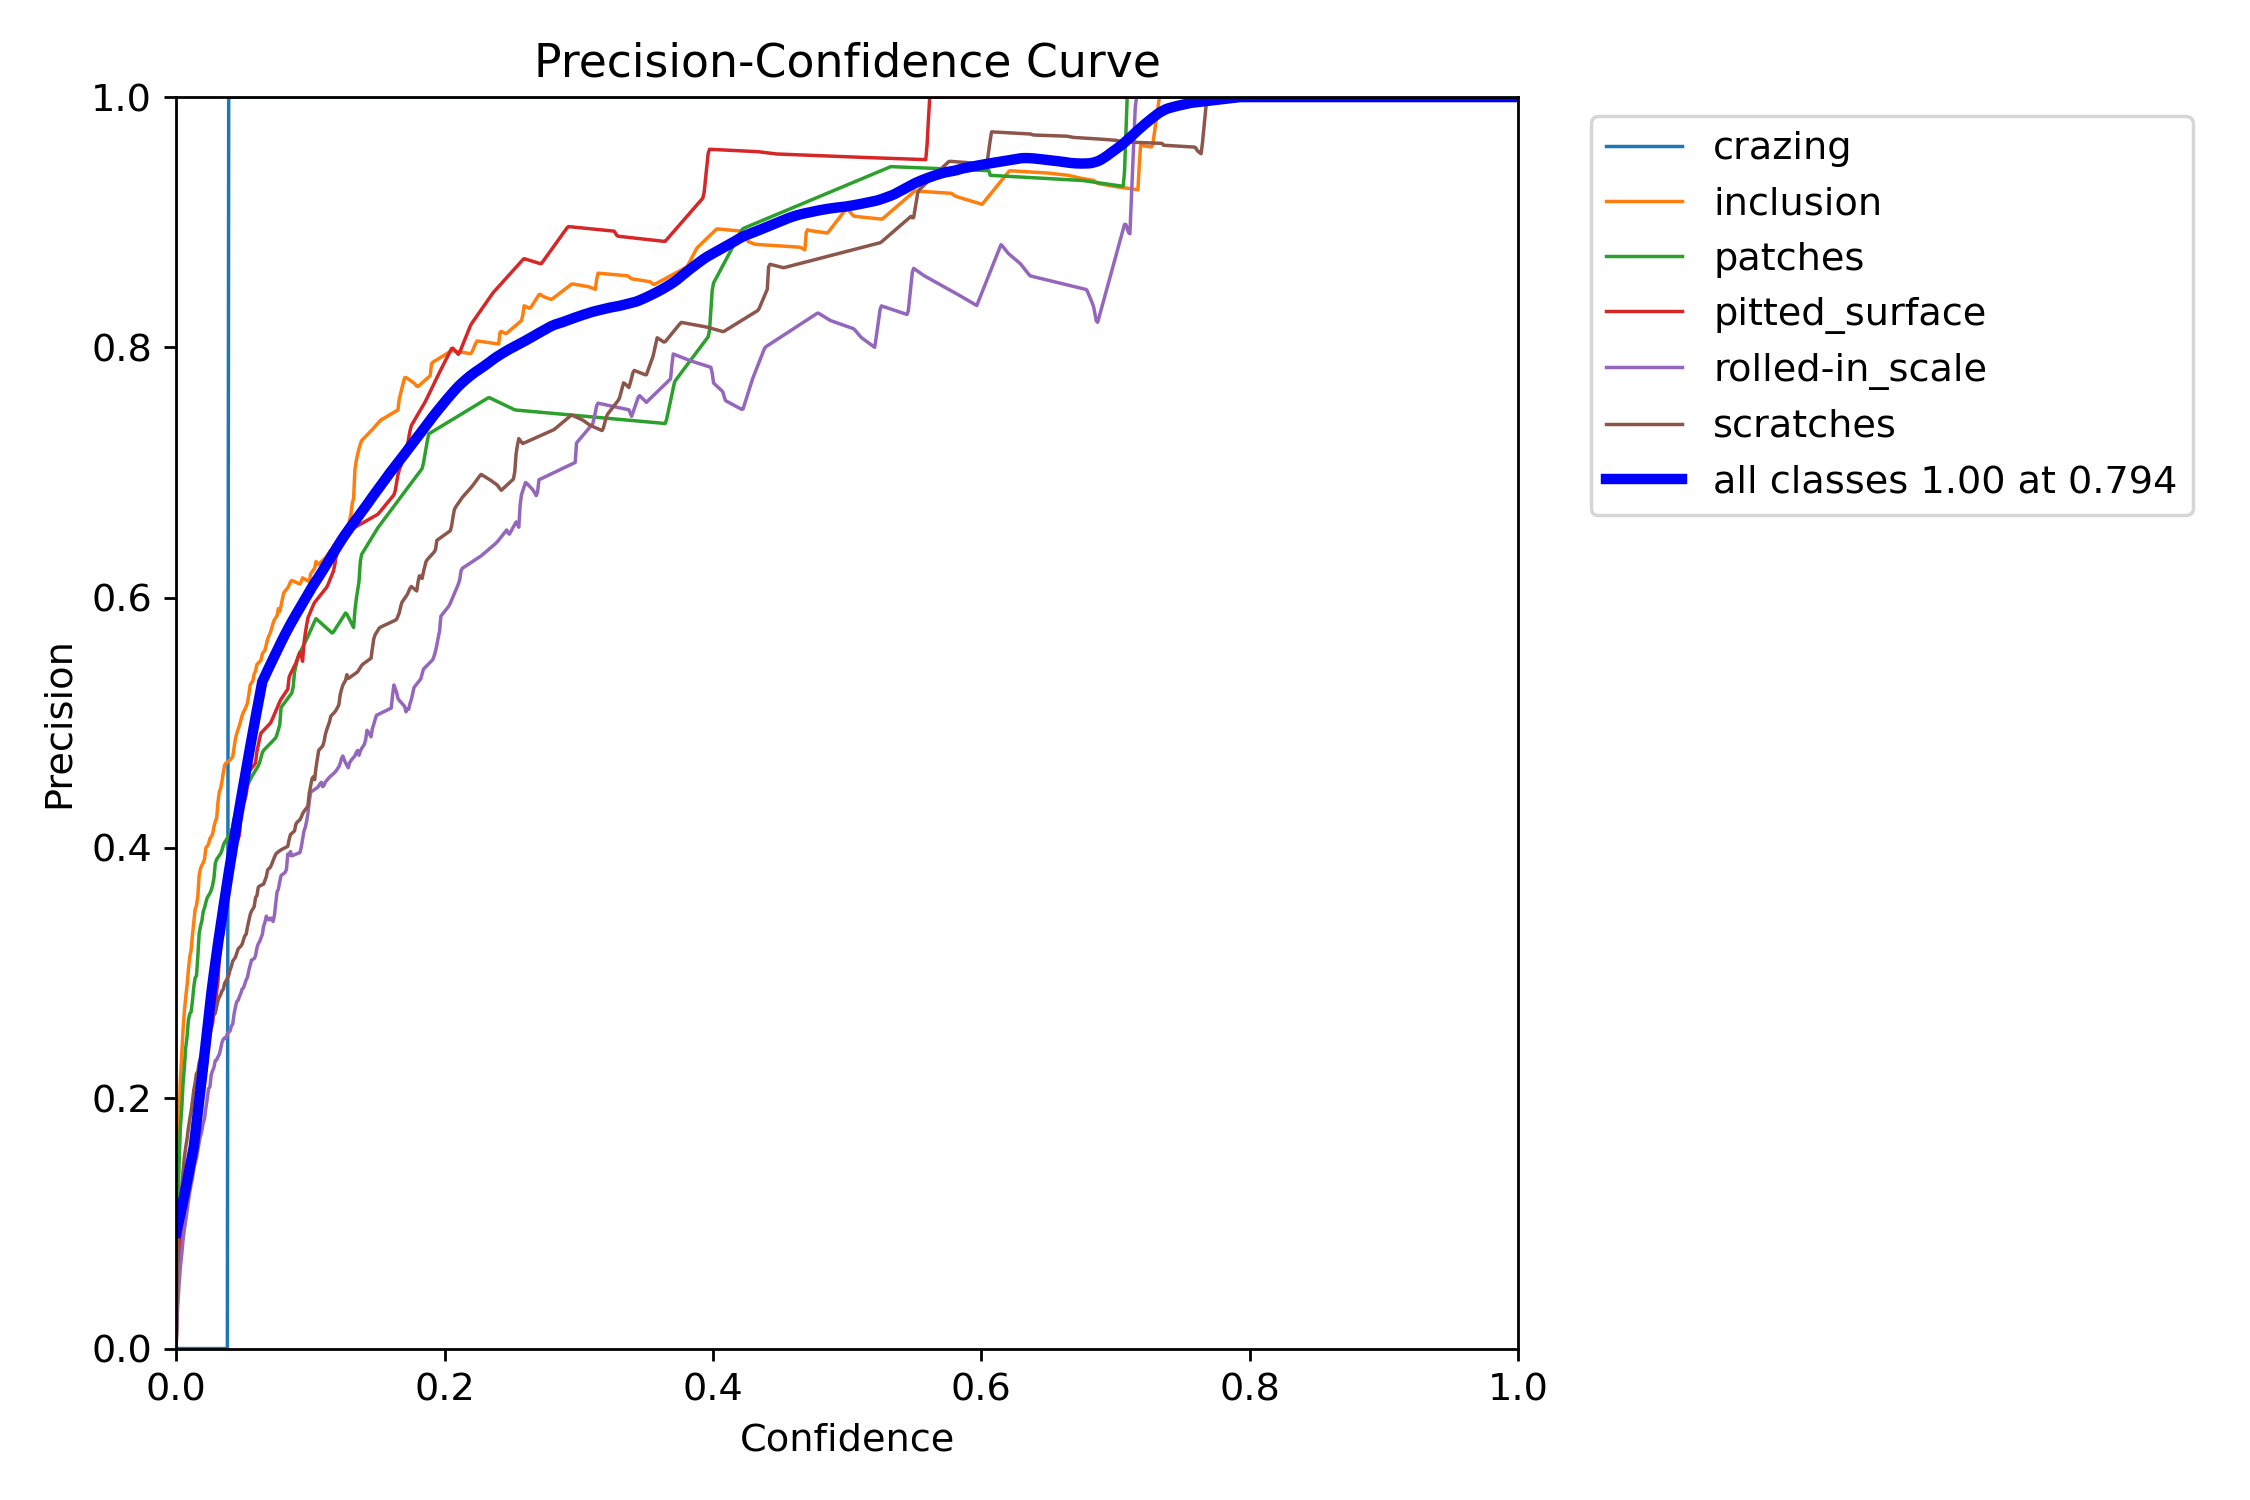 Precision-Confidence Curve
1.0
0.8
0.6
0.4
0.2
0.0
Precision
0.0 0.2 0.4 0.6 0.8 1.0
Confidence
crazing
inclusion
patches
pitted_surface
rolled-in_scale
scratches
all classes 1.00 at 0.794